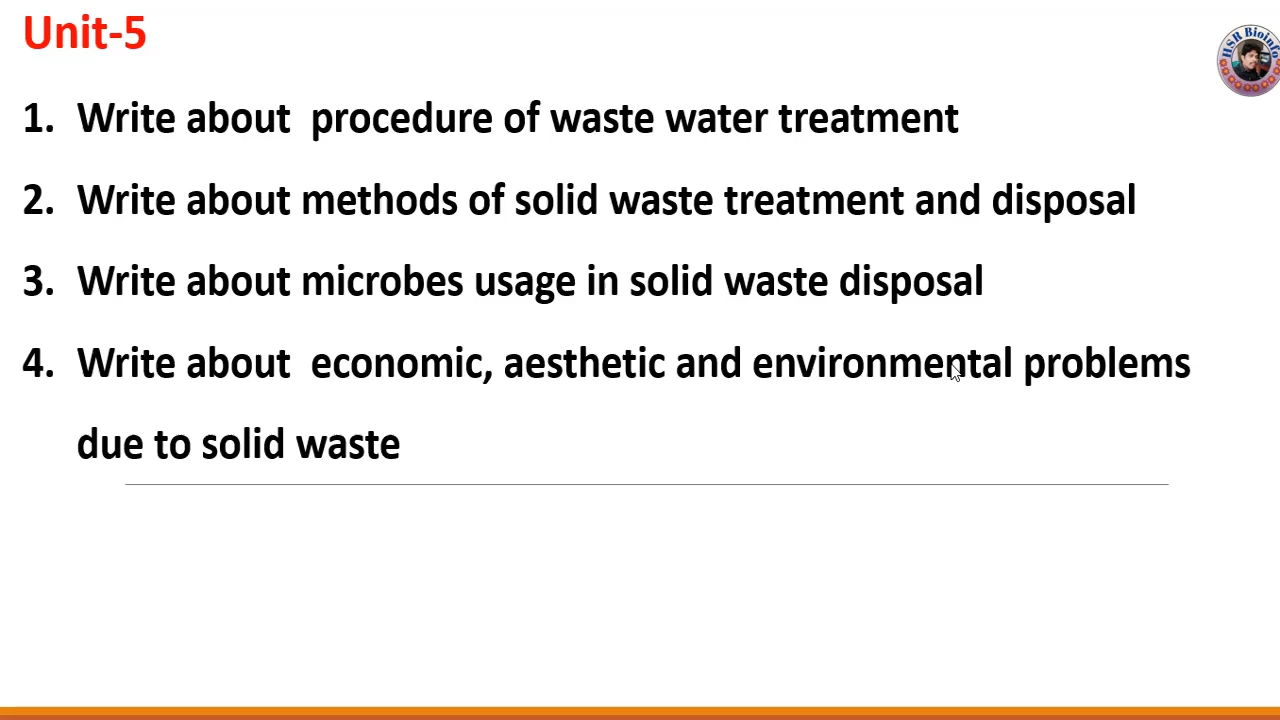 Unit-5
HSR Bioinfo
1. Write about procedure of waste water treatment
2. Write about methods of solid waste treatment and disposal
3. Write about microbes usage in solid waste disposal
4. Write about economic, aesthetic and environmental problems
due to solid waste